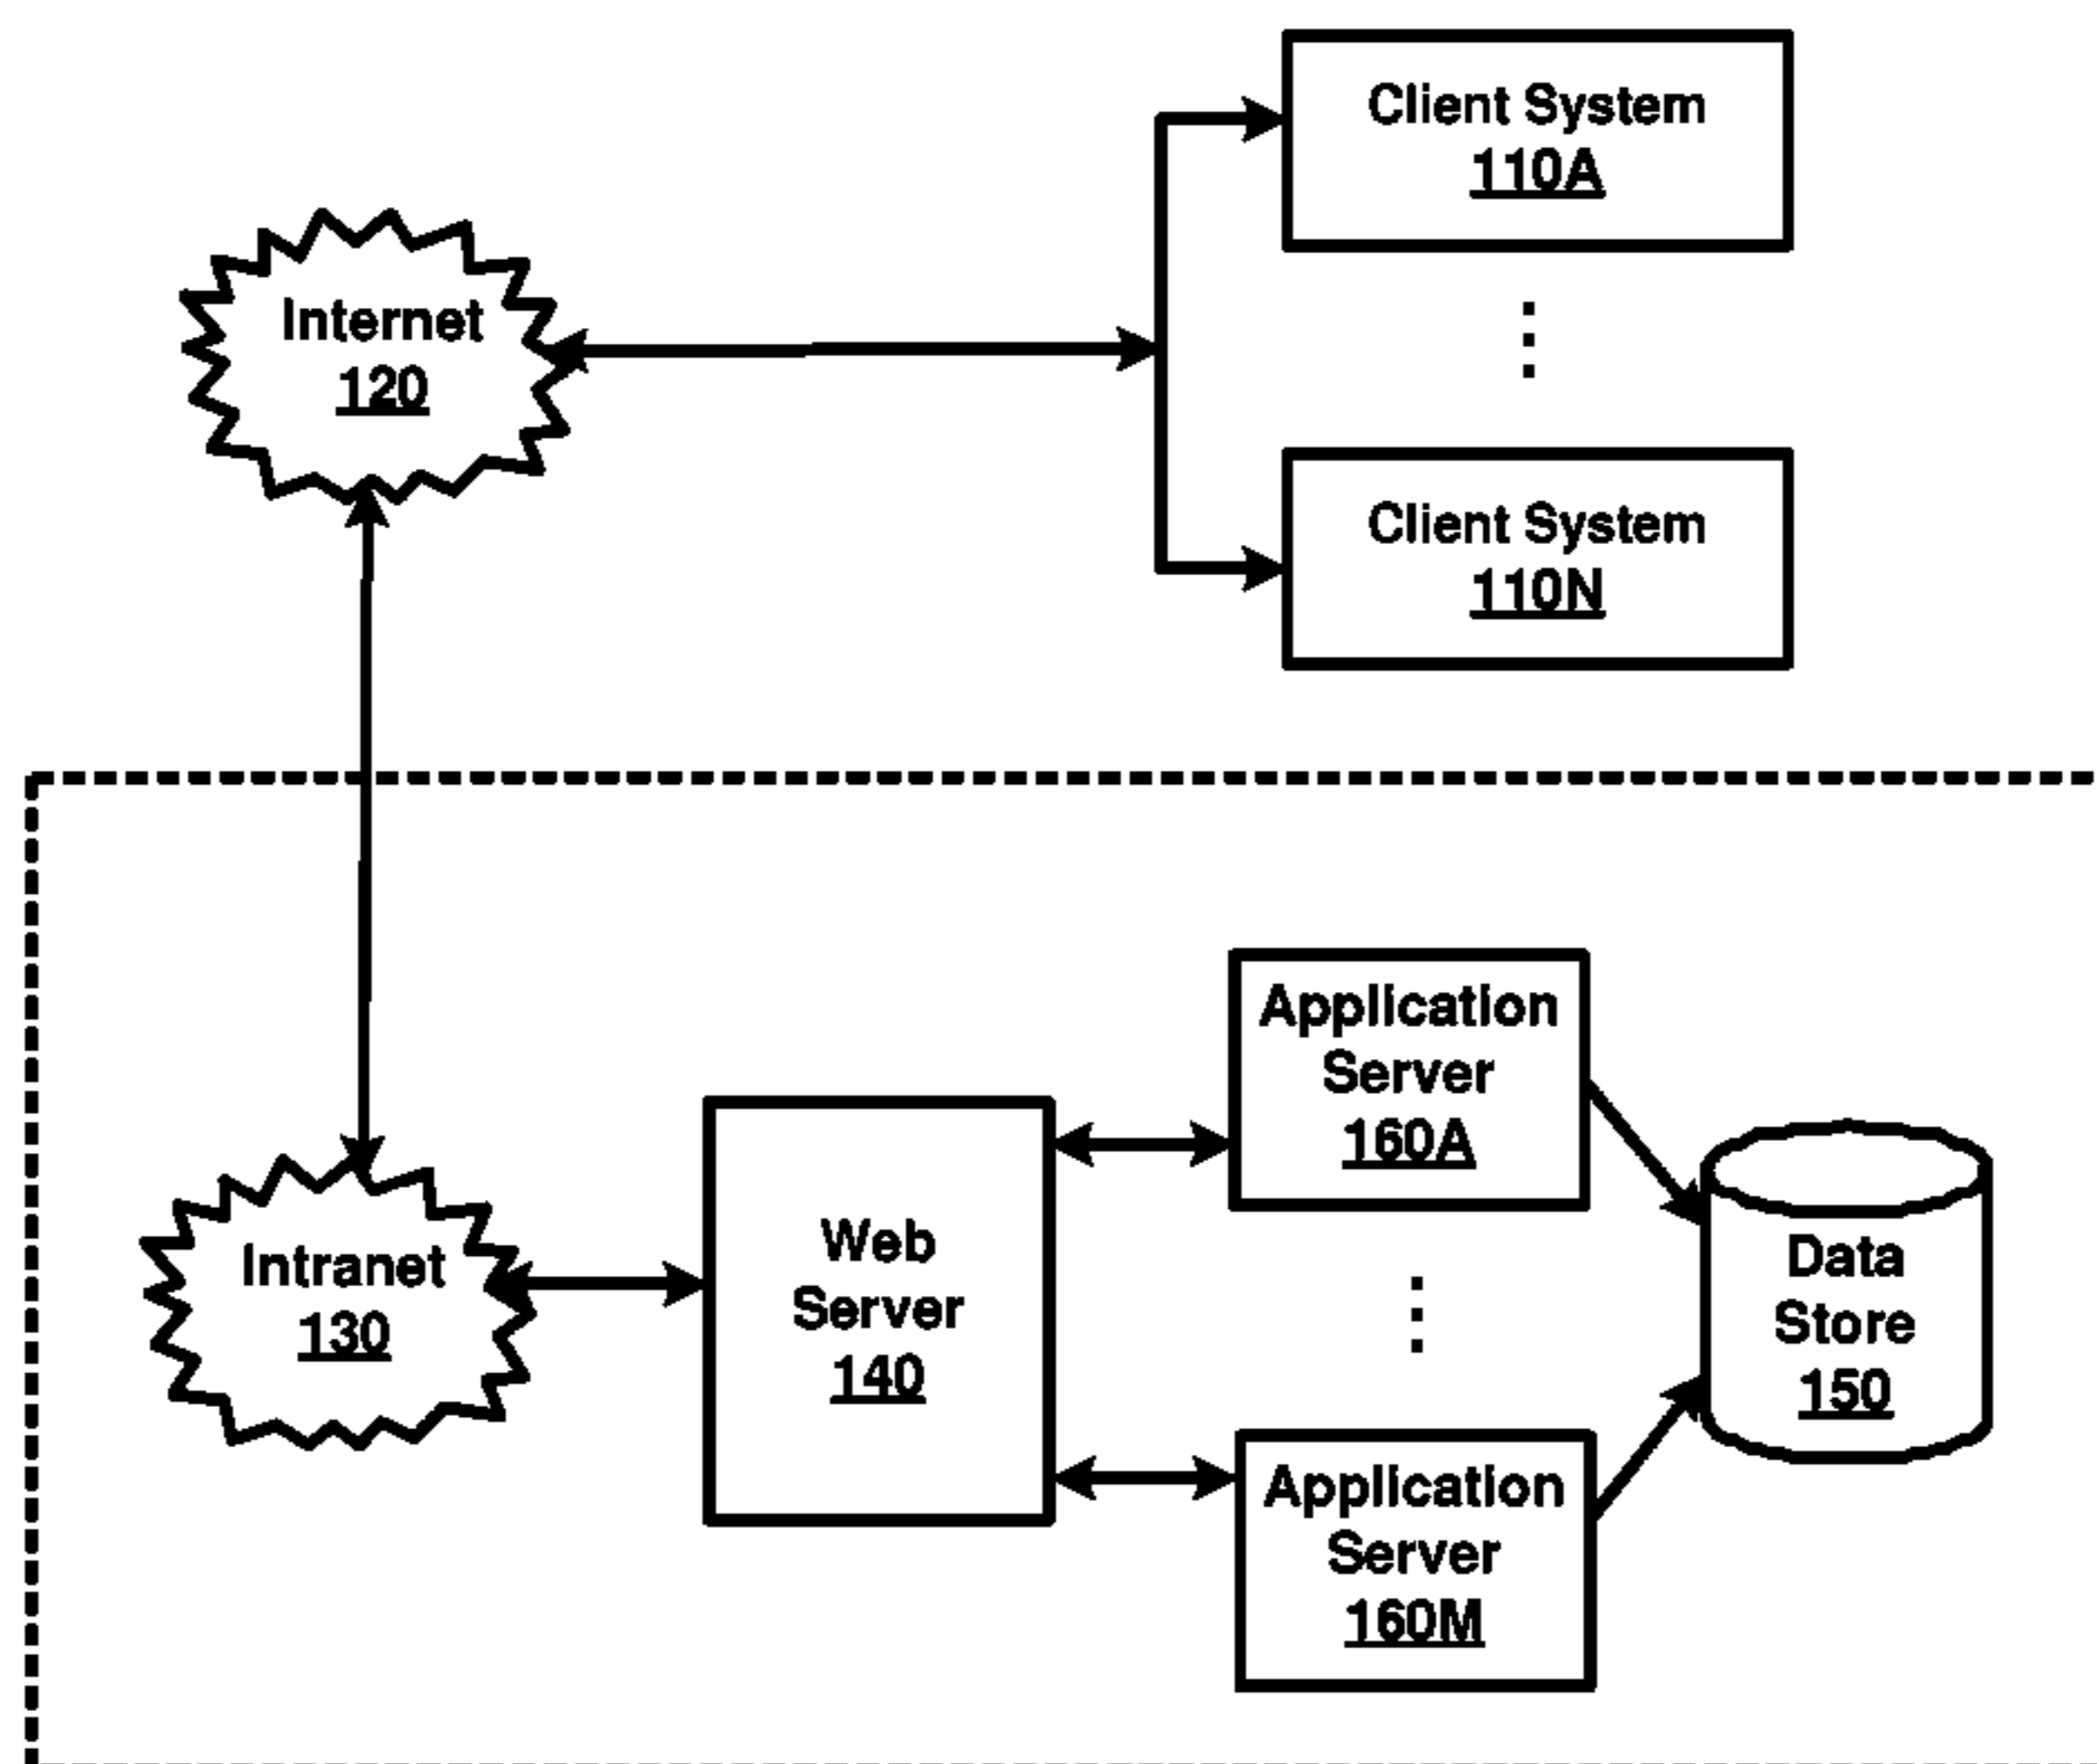 Client System
110A
Internet
120
Client System
110N
Application
Server
160A
Web
Server
140
Intranet
130
Data
Store
150
Application
Server
160M